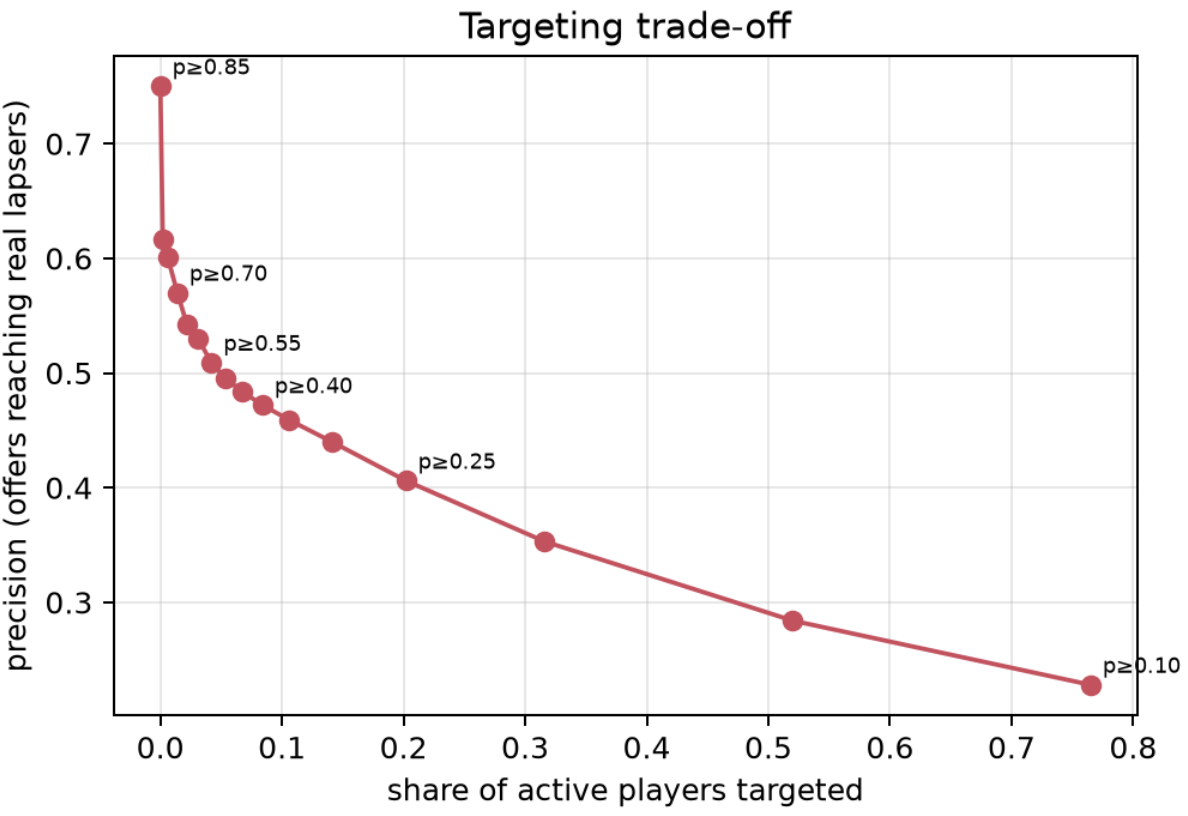 Targeting trade-off
precision (offers reaching real lapsers)
0.7
0.6
0.5
0.4
0.3
p≥0.85
p≥0.70
p≥0.55
p≥0.40
p≥0.25
p≥0.10
0.0 0.1 0.2 0.3 0.4 0.5 0.6 0.7 0.8
share of active players targeted